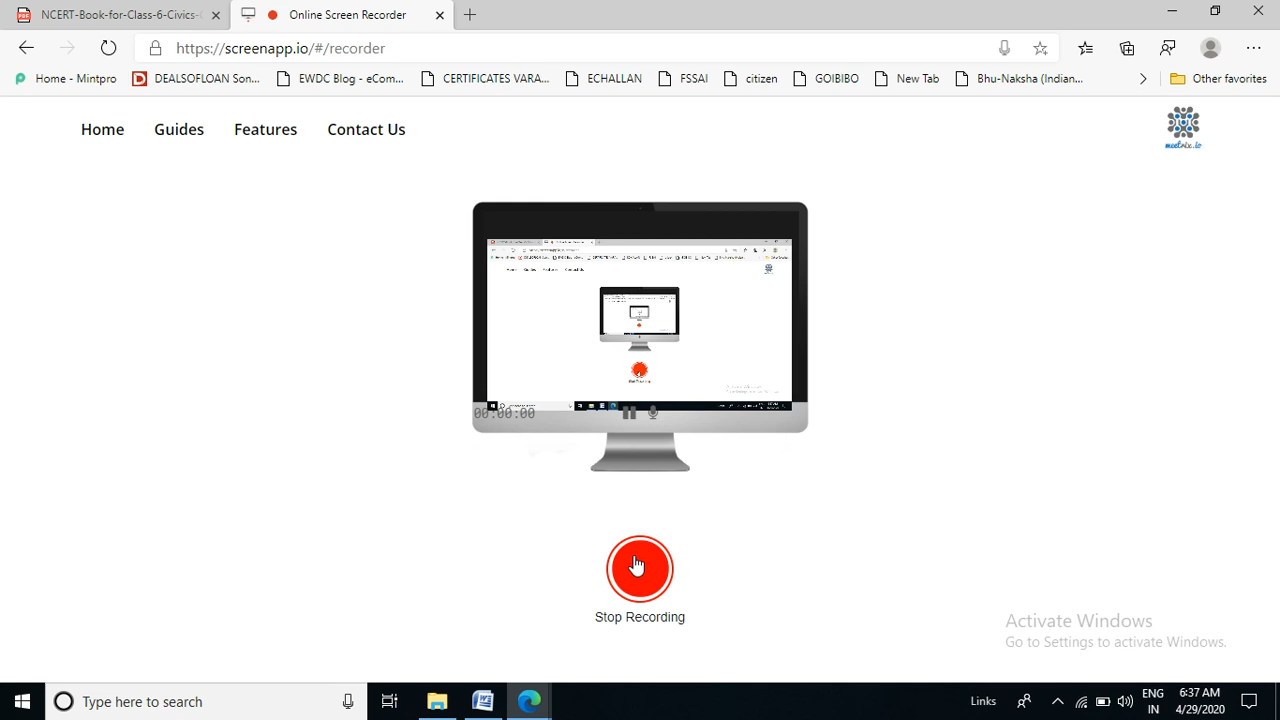 NCERT-Book-for-Class-6-Civics-
Online Screen Recorder
https://screenapp.io/#/recorder
Home - Mintpro
DEALSOFLOAN Son...
EWDC Blog - eCom...
CERTIFICATES VARA...
ECHALLAN
FSSAI
citizen
GOIBIBO
New Tab
Bhu-Naksha (Indian...
Other favorites
Home
Guides
Features
Contact Us
meetrix.io
00:00:00
Stop Recording
Activate Windows
Go to Settings to activate Windows.
Type here to search
Links
ENG
IN
6:37 AM
4/29/2020